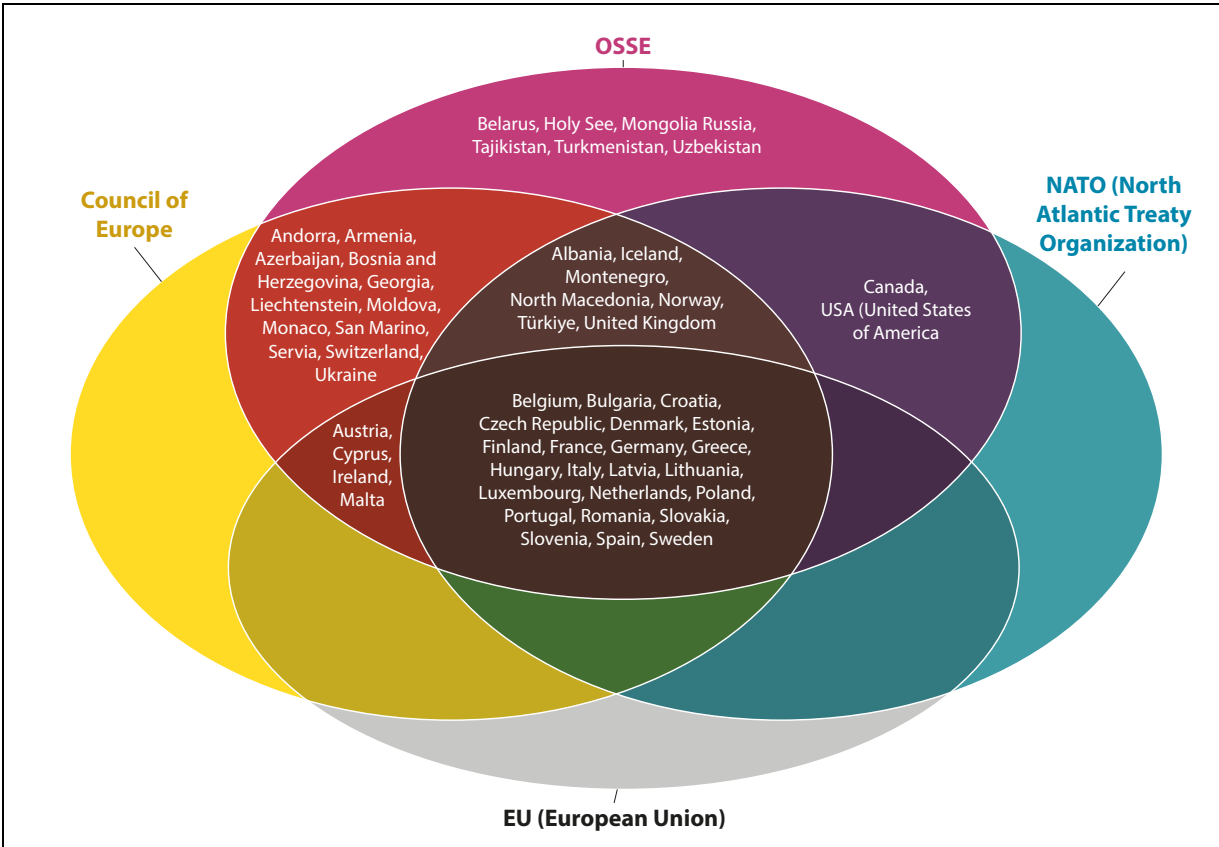 OSSE
Belarus, Holy See, Mongolia Russia,
Tajikistan, Turkmenistan, Uzbekistan
Council of
Europe
NATO (North
Atlantic Treaty
Organization)
Andorra, Armenia,
Azerbaijan, Bosnia and
Herzegovina, Georgia,
Liechtenstein, Moldova,
Monaco, San Marino,
Servia, Switzerland,
Ukraine
Albania, Iceland,
Montenegro,
North Macedonia, Norway,
Türkiye, United Kingdom
Canada,
USA (United States
of America
Austria,
Cyprus,
Ireland,
Malta
Belgium, Bulgaria, Croatia,
Czech Republic, Denmark, Estonia,
Finland, France, Germany, Greece,
Hungary, Italy, Latvia, Lithuania,
Luxembourg, Netherlands, Poland,
Portugal, Romania, Slovakia,
Slovenia, Spain, Sweden
EU (European Union)